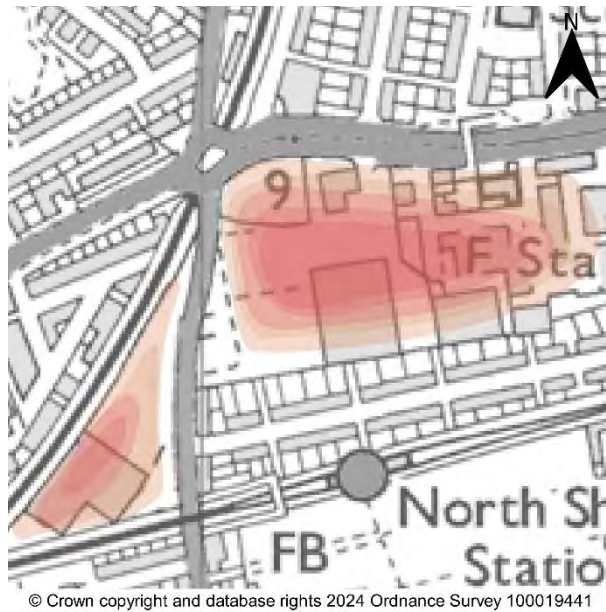 N
9
F Sta
North Sh
FB
Statio
© Crown copyright and database rights 2024 Ordnance Survey 100019441